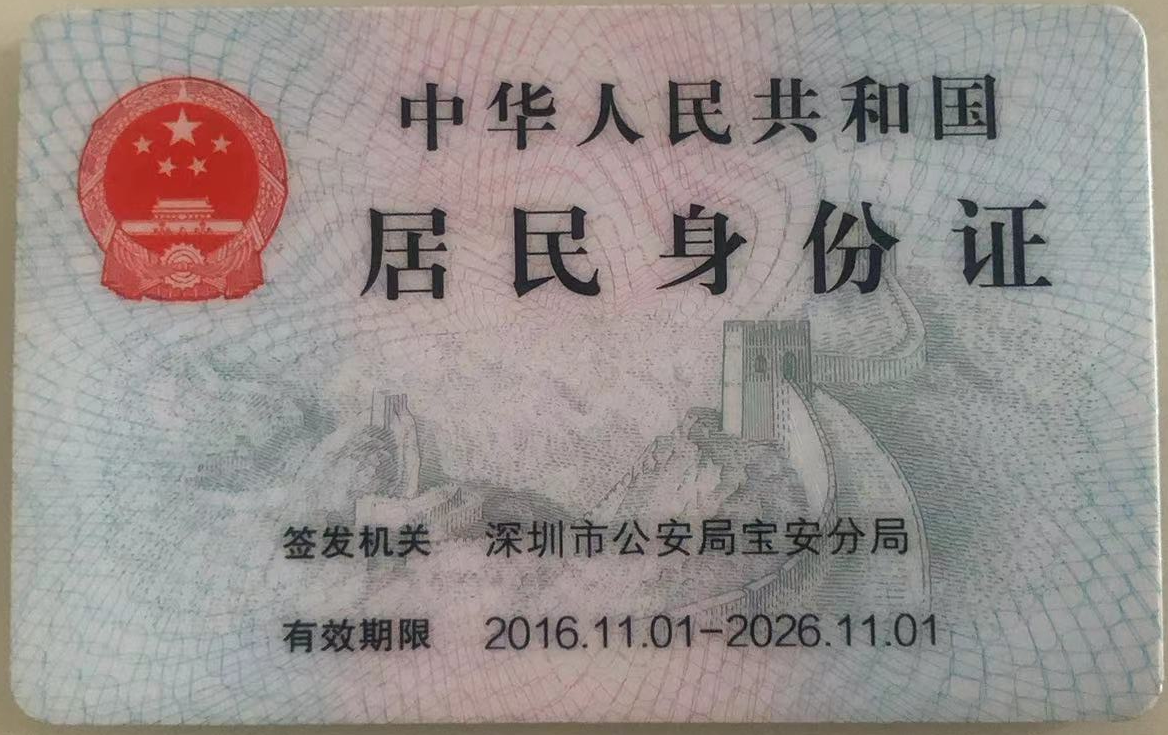 中华人民共和国
居民身份证
签发机关 深圳市公安局宝安分局
有效期限 2016.11.01-2026.11.01